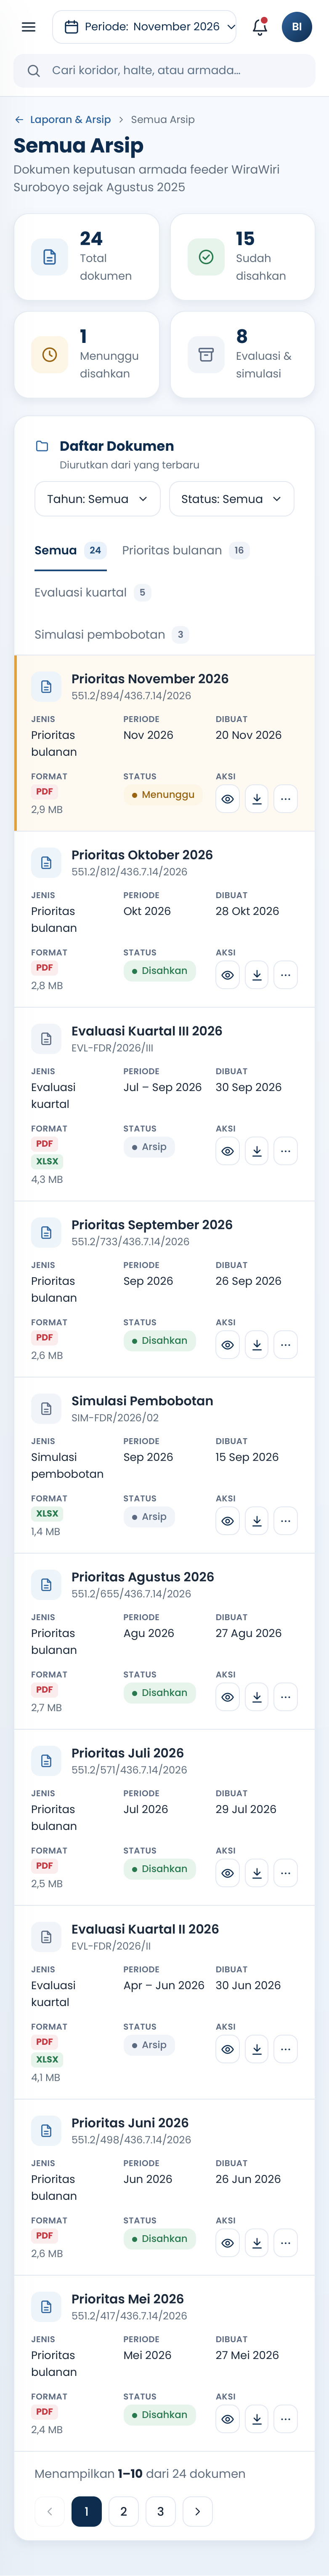 Periode: November 2026
BI
Cari koridor, halte, atau armada...
← Laporan & Arsip > Semua Arsip
Semua Arsip
Dokumen keputusan armada feeder WiraWiri
Suroboyo sejak Agustus 2025
24
Total
dokumen
15
Sudah
disahkan
1
Menunggu
disahkan
8
Evaluasi &
simulasi
Daftar Dokumen
Diurutkan dari yang terbaru
Tahun: Semua
Status: Semua
Semua 24
Prioritas bulanan 16
Evaluasi kuartal 5
Simulasi pembobotan 3
Prioritas November 2026
551.2/894/436.7.14/2026
JENIS PERIODE DIBUAT
Prioritas Nov 2026 20 Nov 2026
bulanan
FORMAT STATUS AKSI
PDF Menunggu
2,9 MB
Prioritas Oktober 2026
551.2/812/436.7.14/2026
JENIS PERIODE DIBUAT
Prioritas Okt 2026 28 Okt 2026
bulanan
FORMAT STATUS AKSI
PDF Disahkan
2,8 MB
Evaluasi Kuartal III 2026
EVL-FDR/2026/III
JENIS PERIODE DIBUAT
Evaluasi Jul – Sep 2026 30 Sep 2026
kuartal
FORMAT STATUS AKSI
PDF Arsip
XLSX
4,3 MB
Prioritas September 2026
551.2/733/436.7.14/2026
JENIS PERIODE DIBUAT
Prioritas Sep 2026 26 Sep 2026
bulanan
FORMAT STATUS AKSI
PDF Disahkan
2,6 MB
Simulasi Pembobotan
SIM-FDR/2026/02
JENIS PERIODE DIBUAT
Simulasi Sep 2026 15 Sep 2026
pembobotan
FORMAT STATUS AKSI
XLSX Arsip
1,4 MB
Prioritas Agustus 2026
551.2/655/436.7.14/2026
JENIS PERIODE DIBUAT
Prioritas Agu 2026 27 Agu 2026
bulanan
FORMAT STATUS AKSI
PDF Disahkan
2,7 MB
Prioritas Juli 2026
551.2/571/436.7.14/2026
JENIS PERIODE DIBUAT
Prioritas Jul 2026 29 Jul 2026
bulanan
FORMAT STATUS AKSI
PDF Disahkan
2,5 MB
Evaluasi Kuartal II 2026
EVL-FDR/2026/II
JENIS PERIODE DIBUAT
Evaluasi Apr – Jun 2026 30 Jun 2026
kuartal
FORMAT STATUS AKSI
PDF Arsip
XLSX
4,1 MB
Prioritas Juni 2026
551.2/498/436.7.14/2026
JENIS PERIODE DIBUAT
Prioritas Jun 2026 26 Jun 2026
bulanan
FORMAT STATUS AKSI
PDF Disahkan
2,6 MB
Prioritas Mei 2026
551.2/417/436.7.14/2026
JENIS PERIODE DIBUAT
Prioritas Mei 2026 27 Mei 2026
bulanan
FORMAT STATUS AKSI
PDF Disahkan
2,4 MB
Menampilkan 1–10 dari 24 dokumen
1 2 3